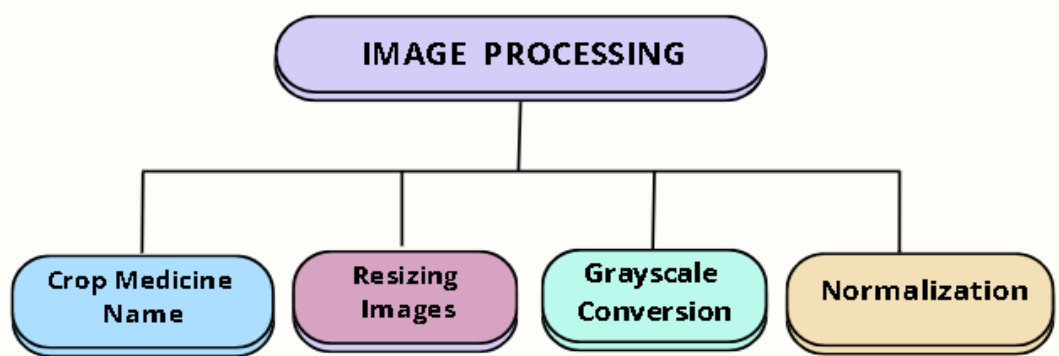 IMAGE PROCESSING
Crop Medicine
Name
Resizing
Images
Grayscale
Conversion
Normalization